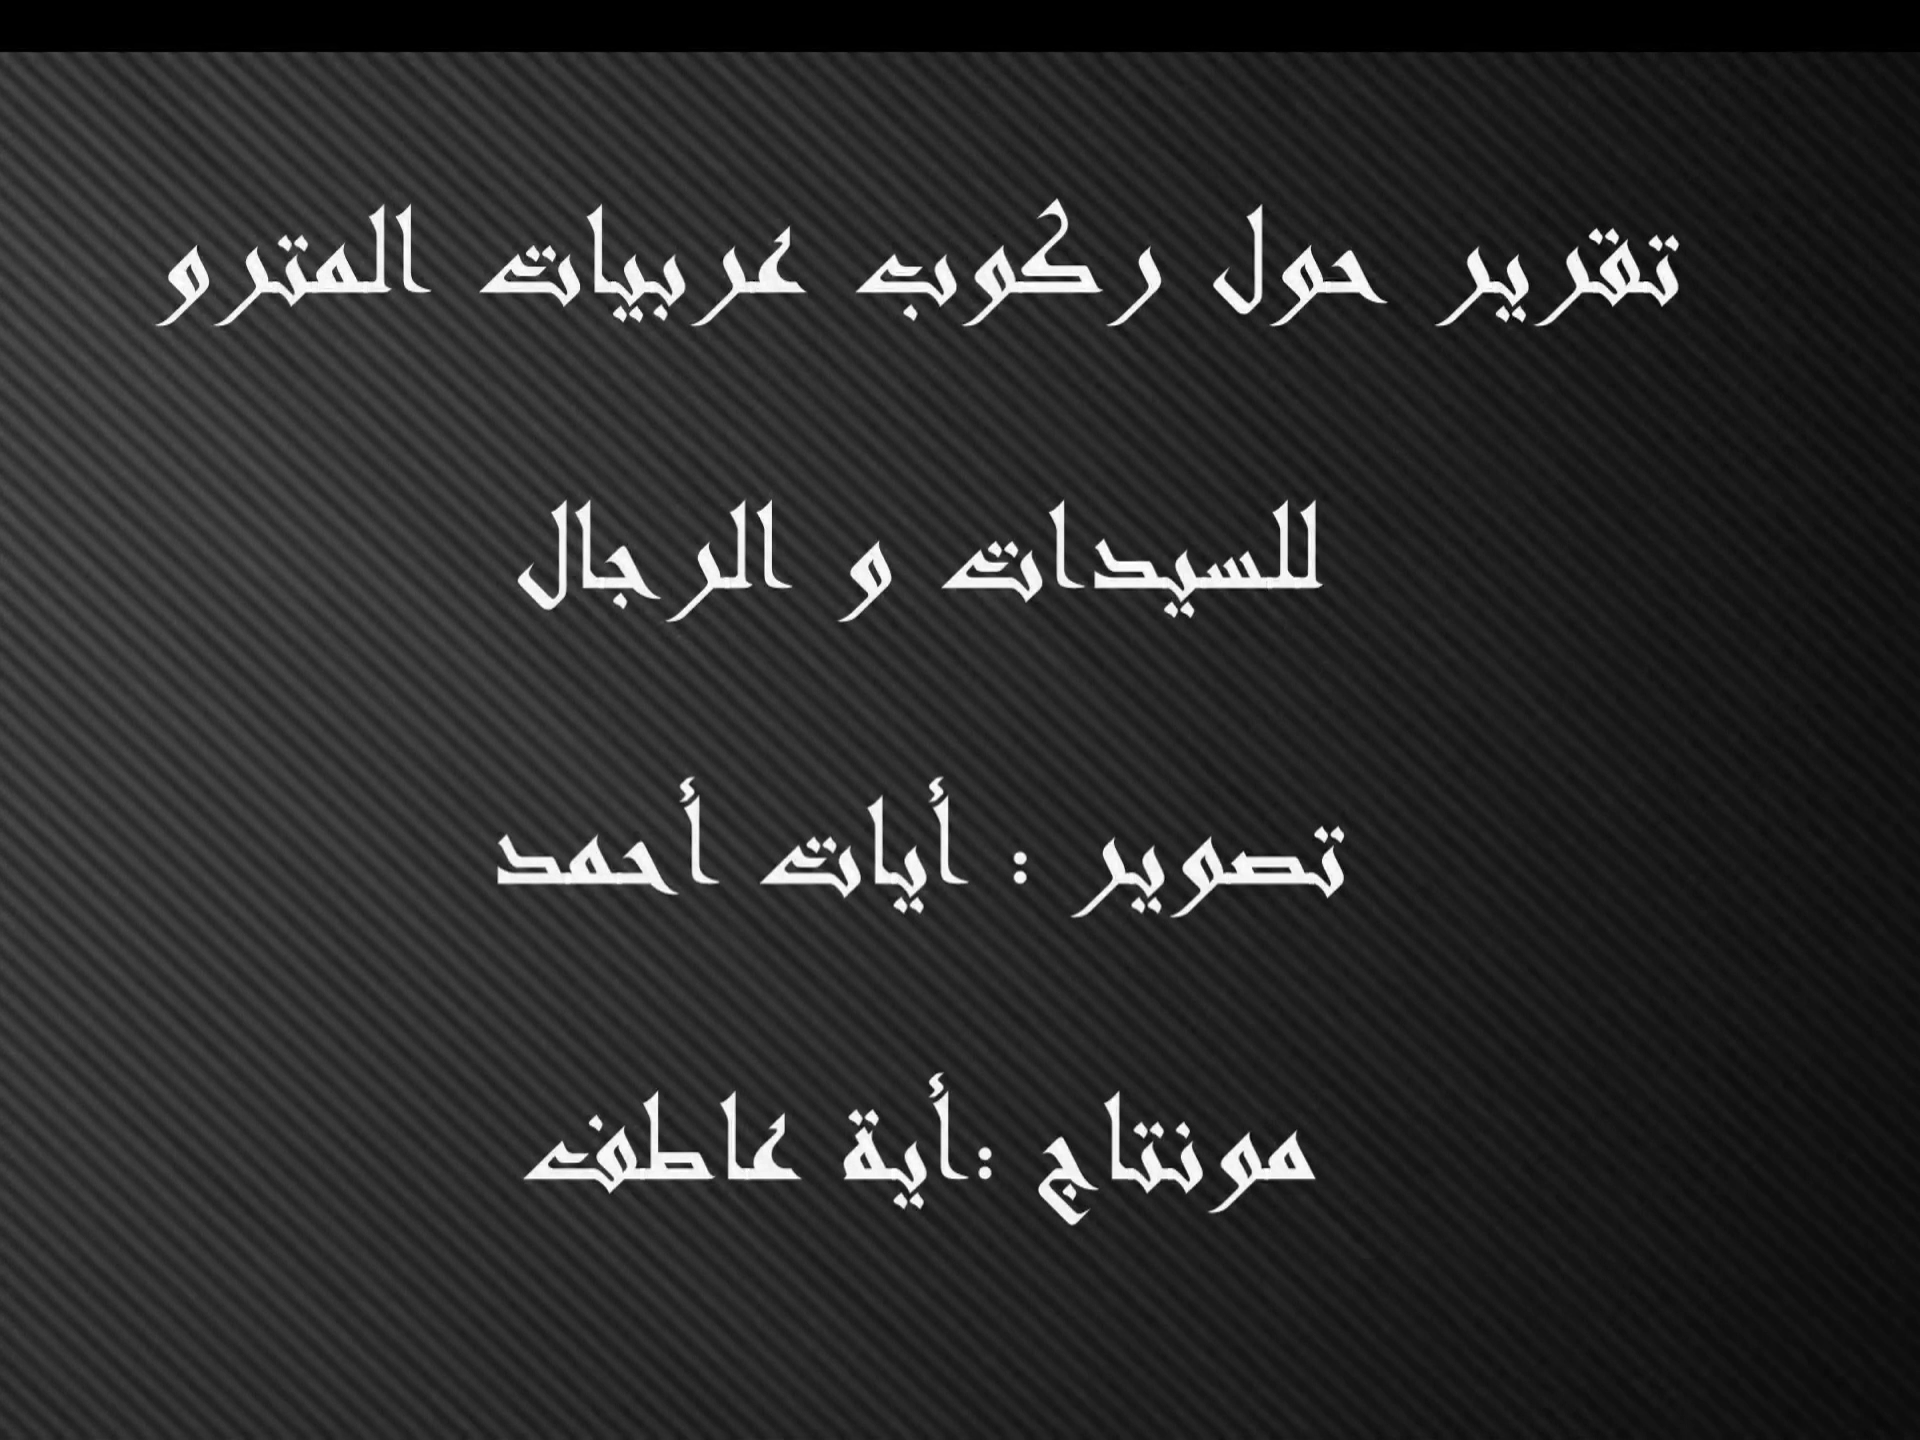 تقرير حول ركوب عربيات المترو
للسيدات و الرجال
تصوير : أيات أحمد
مونتاج :أية عاطف